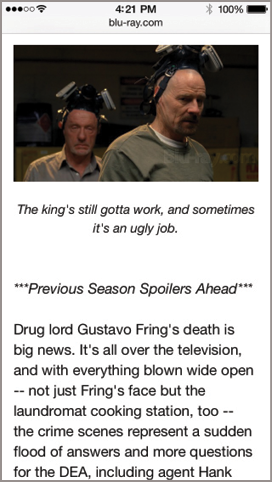 4:21 PM 100%
blu-ray.com
The king's still gotta work, and sometimes
it's an ugly job.
***Previous Season Spoilers Ahead***
Drug lord Gustavo Fring's death is
big news. It's all over the television,
and with everything blown wide open
-- not just Fring's face but the
laundromat cooking station, too --
the crime scenes represent a sudden
flood of answers and more questions
for the DEA, including agent Hank